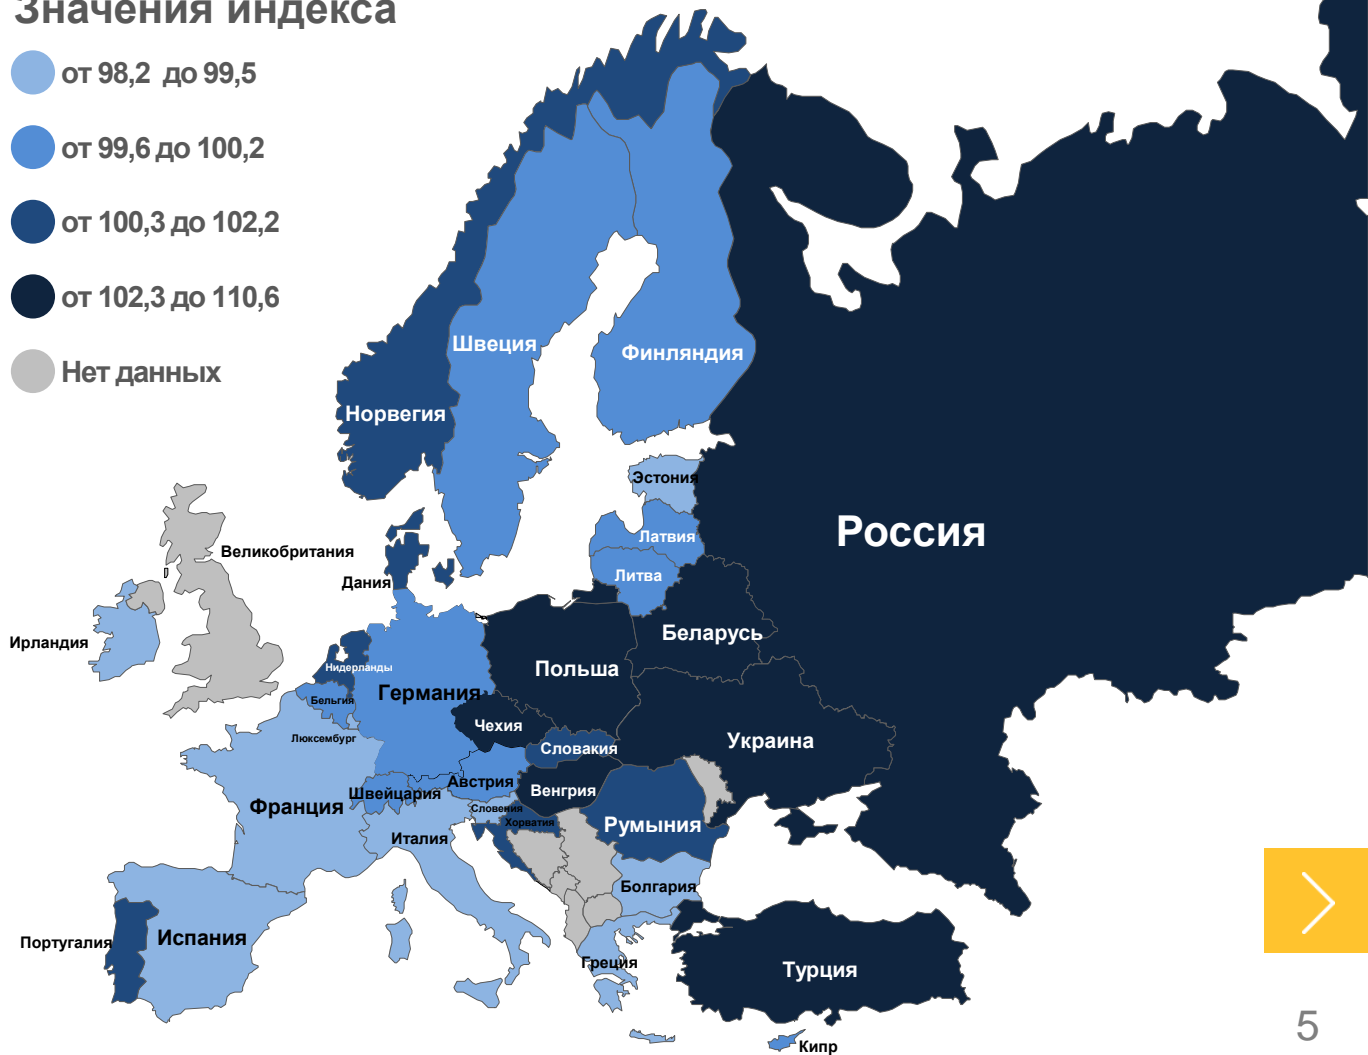 Значения индекса
от 98,2 до 99,5
от 99,6 до 100,2
от 100,3 до 102,2
от 102,3 до 110,6
Нет данных
Швеция
Финляндия
Норвегия
Эстония
Россия
Латвия
Великобритания
Дания
Литва
Беларусь
Ирландия
Нидерланды
Польша
Германия
Бельгия
Чехия
Люксембург
Украина
Словакия
Австрия
Венгрия
Швейцария
Франция
Словения
Хорватия
Румыния
Италия
Болгария
Испания
Португалия
Греция
Турция
Кипр
5